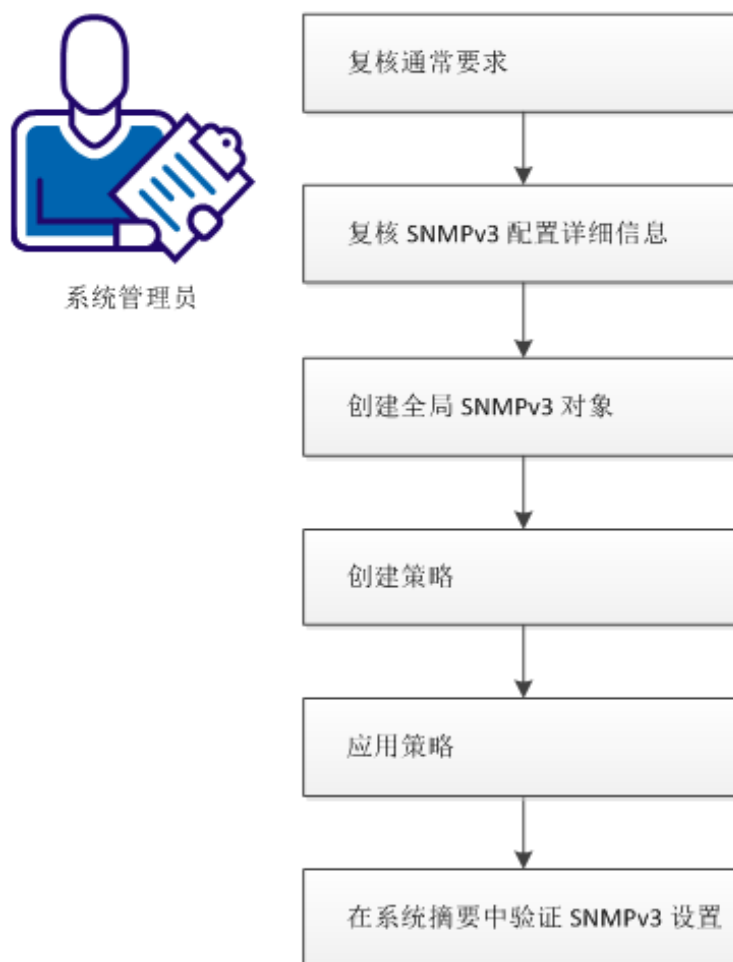 复核通常要求
复核 SNMPv3 配置详细信息
系统管理员
创建全局 SNMPv3 对象
创建策略
应用策略
在系统摘要中验证 SNMPv3 设置